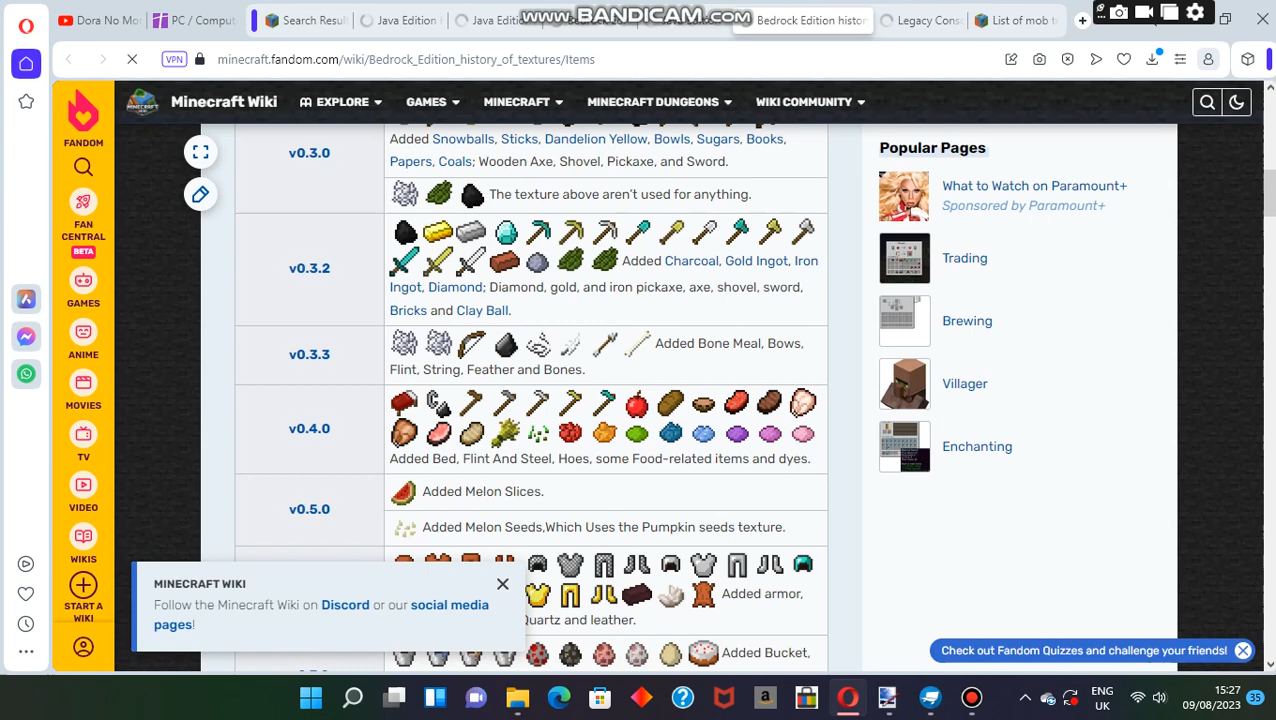 Dora No Mo
PC / Comput
Search Resul
Java Edition
Java
www.BANDICAM.com
Bedrock Edition histor
Legacy Cons
List of mob t
VPN
minecraft.fandom.com/wiki/Bedrock_Edition_history_of_textures/Items
FANDOM
FAN CENTRAL
BETA
GAMES
ANIME
MOVIES
TV
VIDEO
WIKIS
START A WIKI
Minecraft Wiki
EXPLORE
GAMES
MINECRAFT
MINECRAFT DUNGEONS
WIKI COMMUNITY
v0.3.0
Added Snowballs, Sticks, Dandelion Yellow, Bowls, Sugars, Books,
Papers, Coals; Wooden Axe, Shovel, Pickaxe, and Sword.
The texture above aren't used for anything.
v0.3.2
Added Charcoal, Gold Ingot, Iron
Ingot, Diamond; Diamond, gold, and iron pickaxe, axe, shovel, sword,
Bricks and Clay Ball.
v0.3.3
Added Bone Meal, Bows,
Flint, String, Feather and Bones.
v0.4.0
Added Bed, Flint And Steel, Hoes, some Food-related items and dyes.
v0.5.0
Added Melon Slices.
Added Melon Seeds,Which Uses the Pumpkin seeds texture.
Added armor,
Quartz and leather.
Added Bucket,
MINECRAFT WIKI
Follow the Minecraft Wiki on Discord or our social media
pages!
Popular Pages
What to Watch on Paramount+
Sponsored by Paramount+
Trading
Brewing
Villager
Enchanting
Check out Fandom Quizzes and challenge your friends!
ENG
UK
15:27
09/08/2023
35